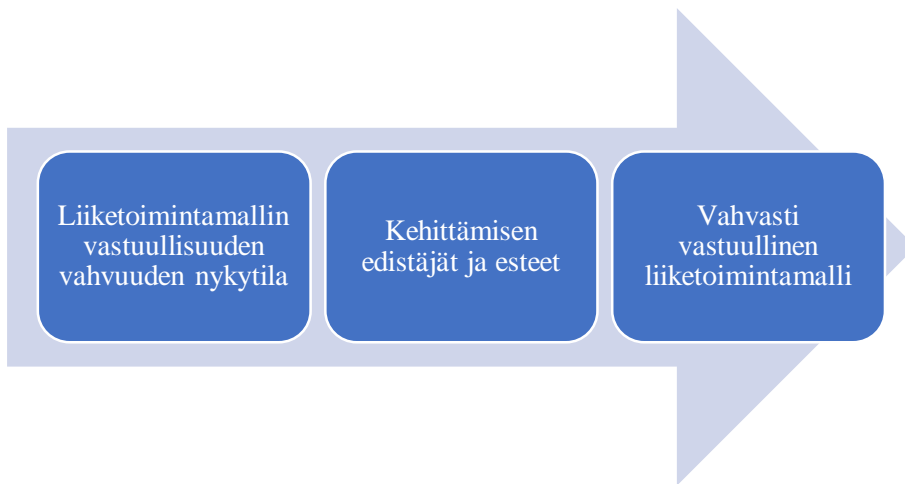 Liiketoimintamallin
vastuullisuuden
vahvuuden nykytila
Kehittämisen
edistäjät ja esteet
Vahvasti
vastuullinen
liiketoimintamalli